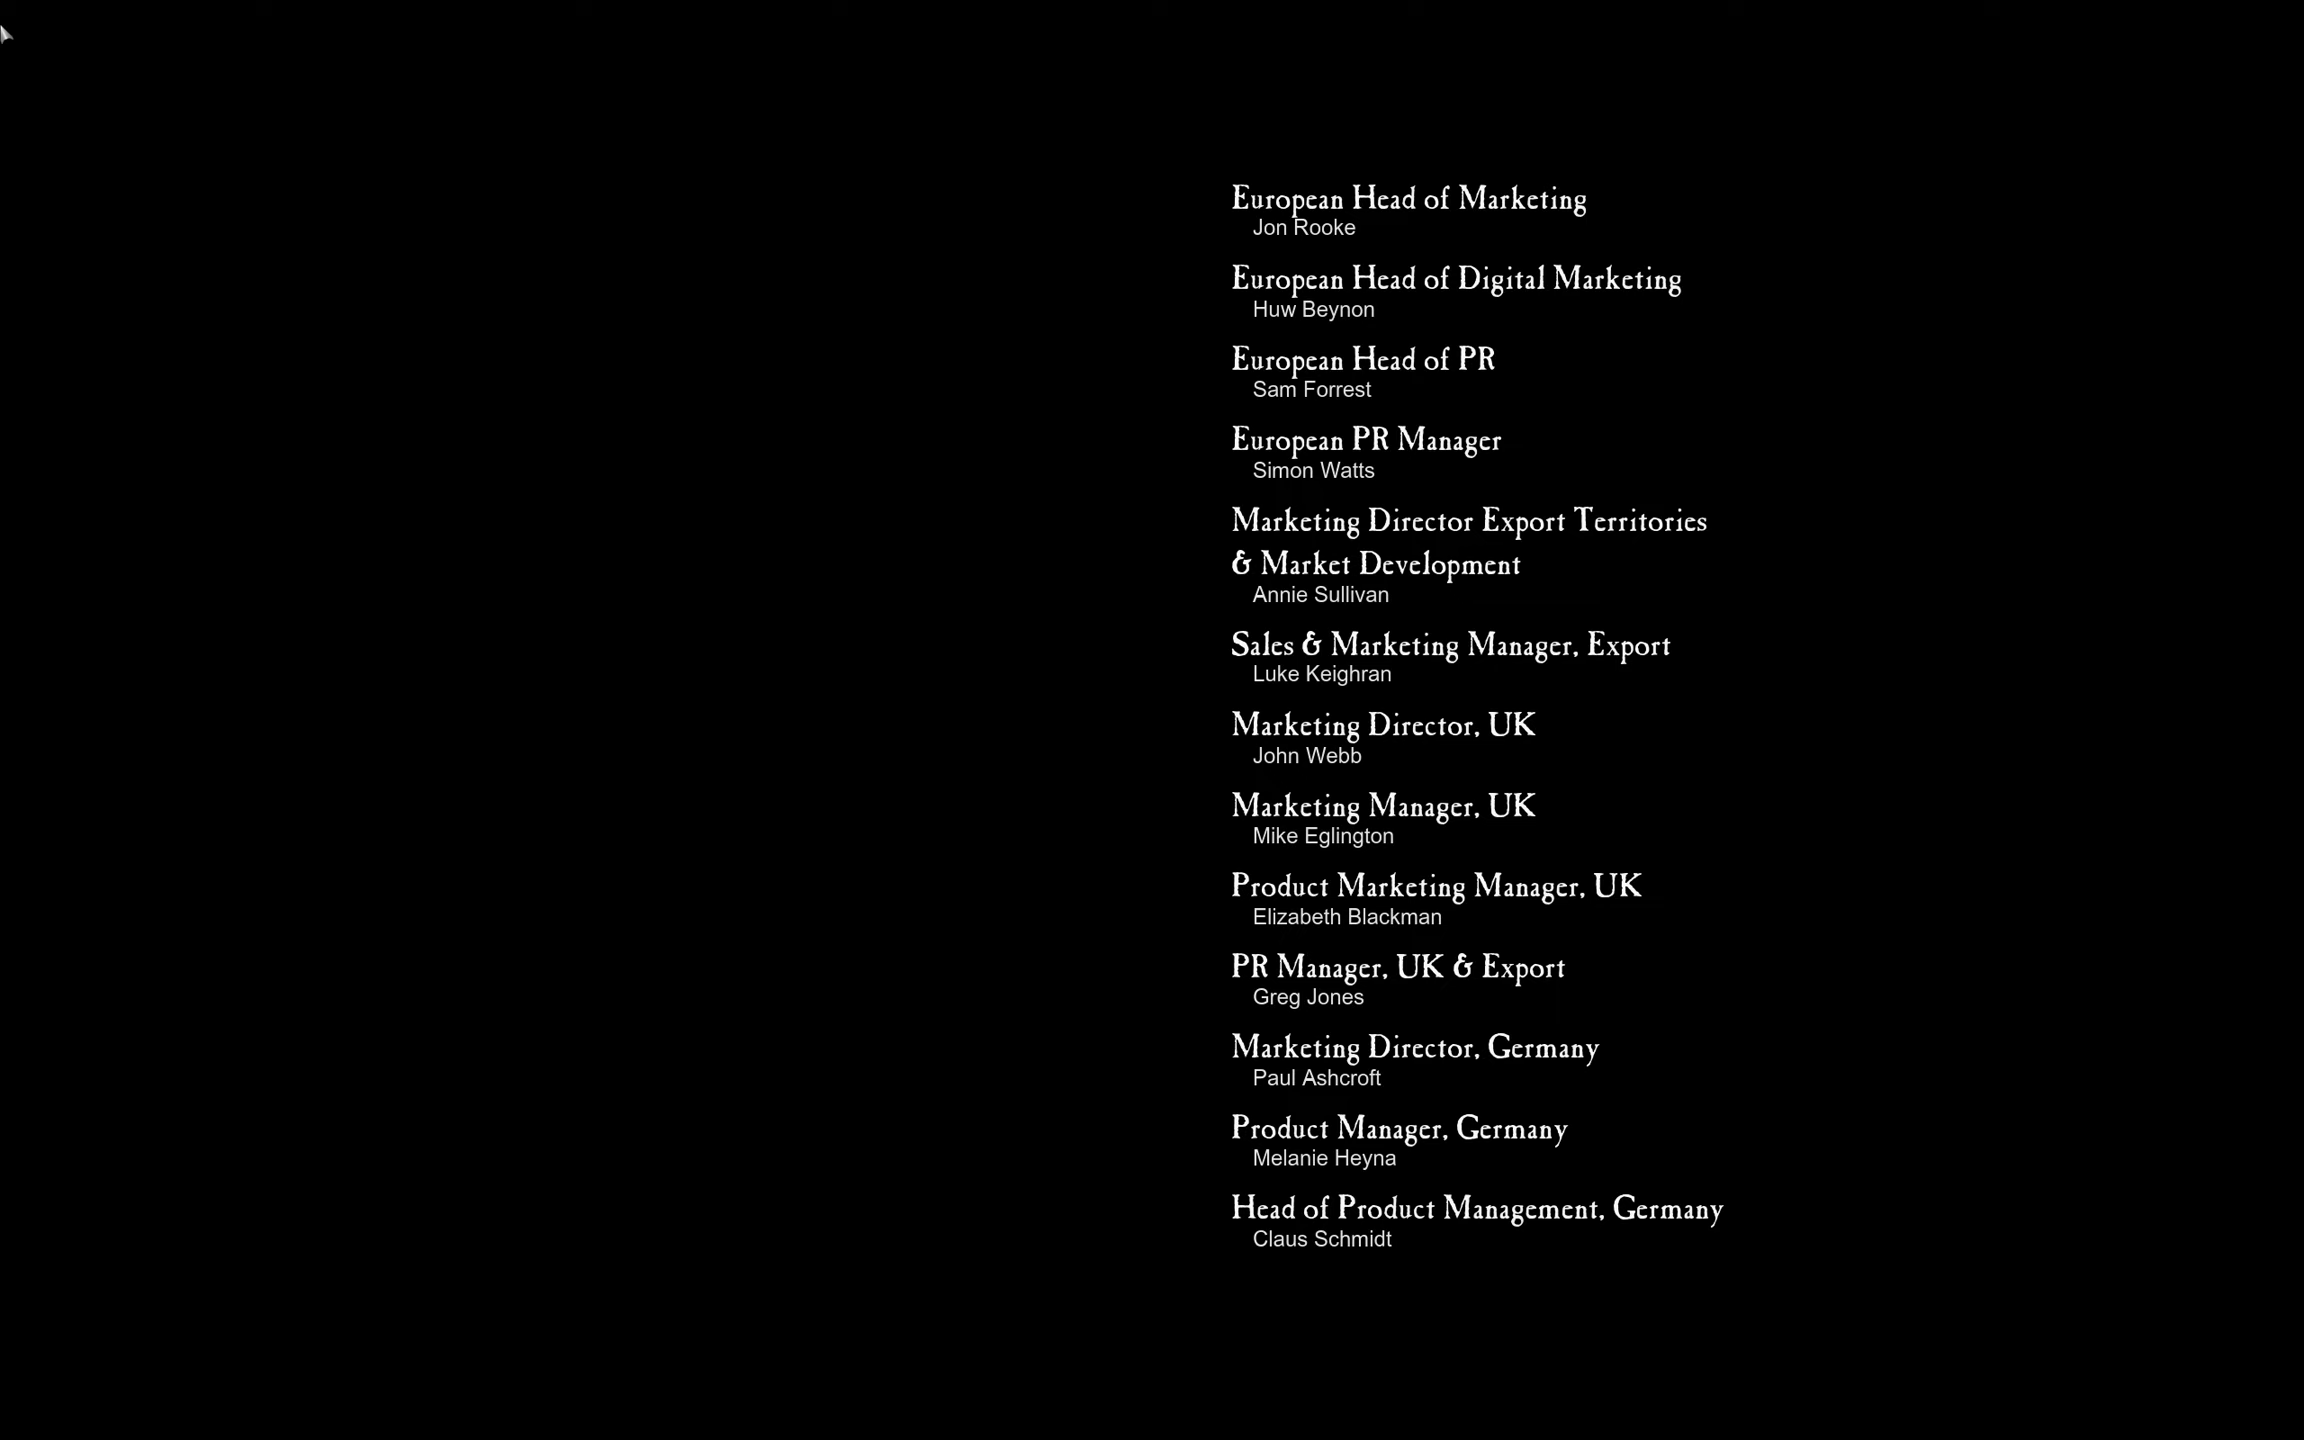 European Head of Marketing
Jon Rooke
European Head of Digital Marketing
Huw Beynon
European Head of PR
Sam Forrest
European PR Manager
Simon Watts
Marketing Director Export Territories
& Market Development
Annie Sullivan
Sales & Marketing Manager, Export
Luke Keighran
Marketing Director, UK
John Webb
Marketing Manager, UK
Mike Eglington
Product Marketing Manager, UK
Elizabeth Blackman
PR Manager, UK & Export
Greg Jones
Marketing Director, Germany
Paul Ashcroft
Product Manager, Germany
Melanie Heyna
Head of Product Management, Germany
Claus Schmidt